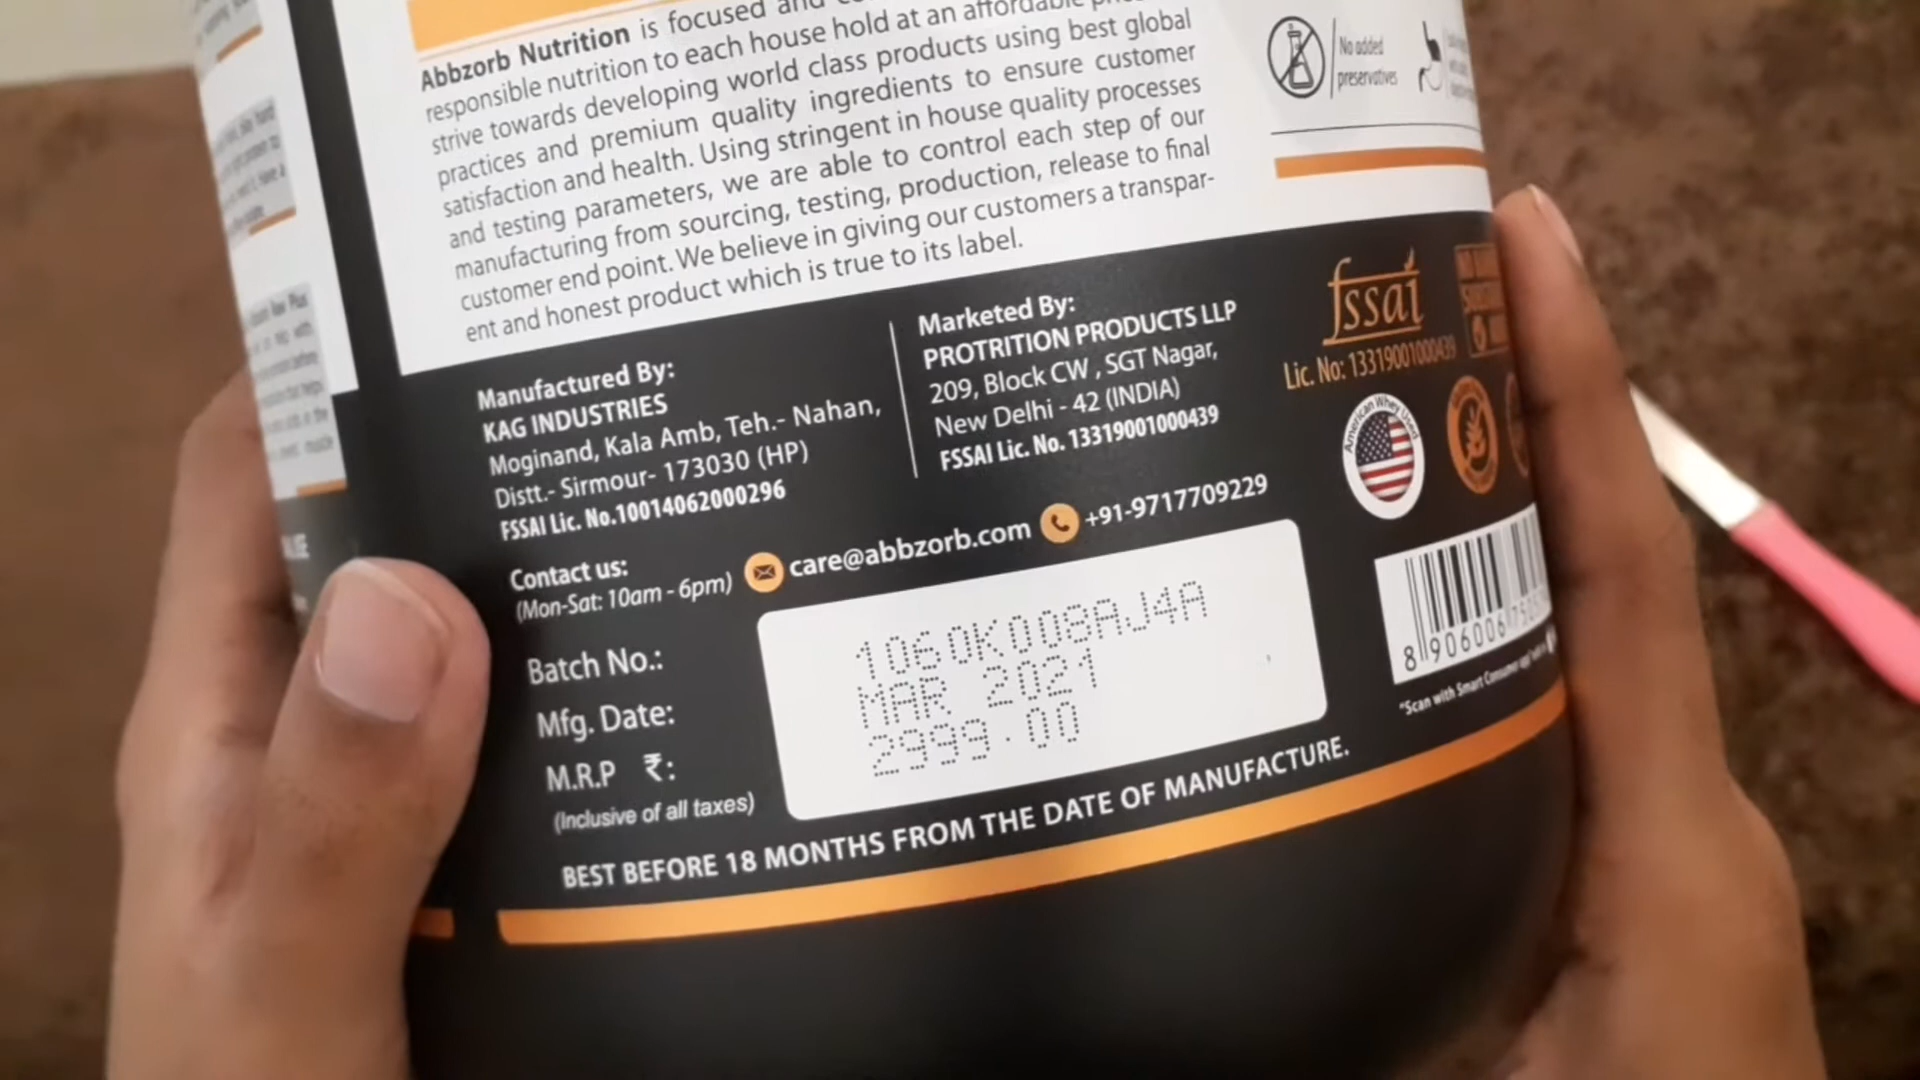 Abbzorb Nutrition is focused and
responsible nutrition to each house hold at an affordable
strive towards developing world class products using best global
practices and premium quality ingredients to ensure customer
satisfaction and health. Using stringent in house quality processes
and testing parameters, we are able to control each step of our
manufacturing from sourcing, testing, production, release to final
customer end point. We believe in giving our customers a transpar-
ent and honest product which is true to its label.
No added
preservatives
Manufactured By:
KAG INDUSTRIES
Moginand, Kala Amb, Teh.- Nahan,
Distt.- Sirmour- 173030 (HP)
FSSAI Lic. No.10014062000296
Marketed By:
PROTRITION PRODUCTS LLP
209, Block CW , SGT Nagar,
New Delhi - 42 (INDIA)
FSSAI Lic. No. 13319001000439
fssai
Lic. No: 13319001000439
American Whey Used
Contact us:
(Mon-Sat: 10am - 6pm)
care@abbzorb.com
+91-9717709229
Batch No.: 1060K008AJ4A
Mfg. Date: MAR 2021
M.R.P ₹: 2999.00
(Inclusive of all taxes)
BEST BEFORE 18 MONTHS FROM THE DATE OF MANUFACTURE.
8 906006
"Scan with Smart Consumer app"